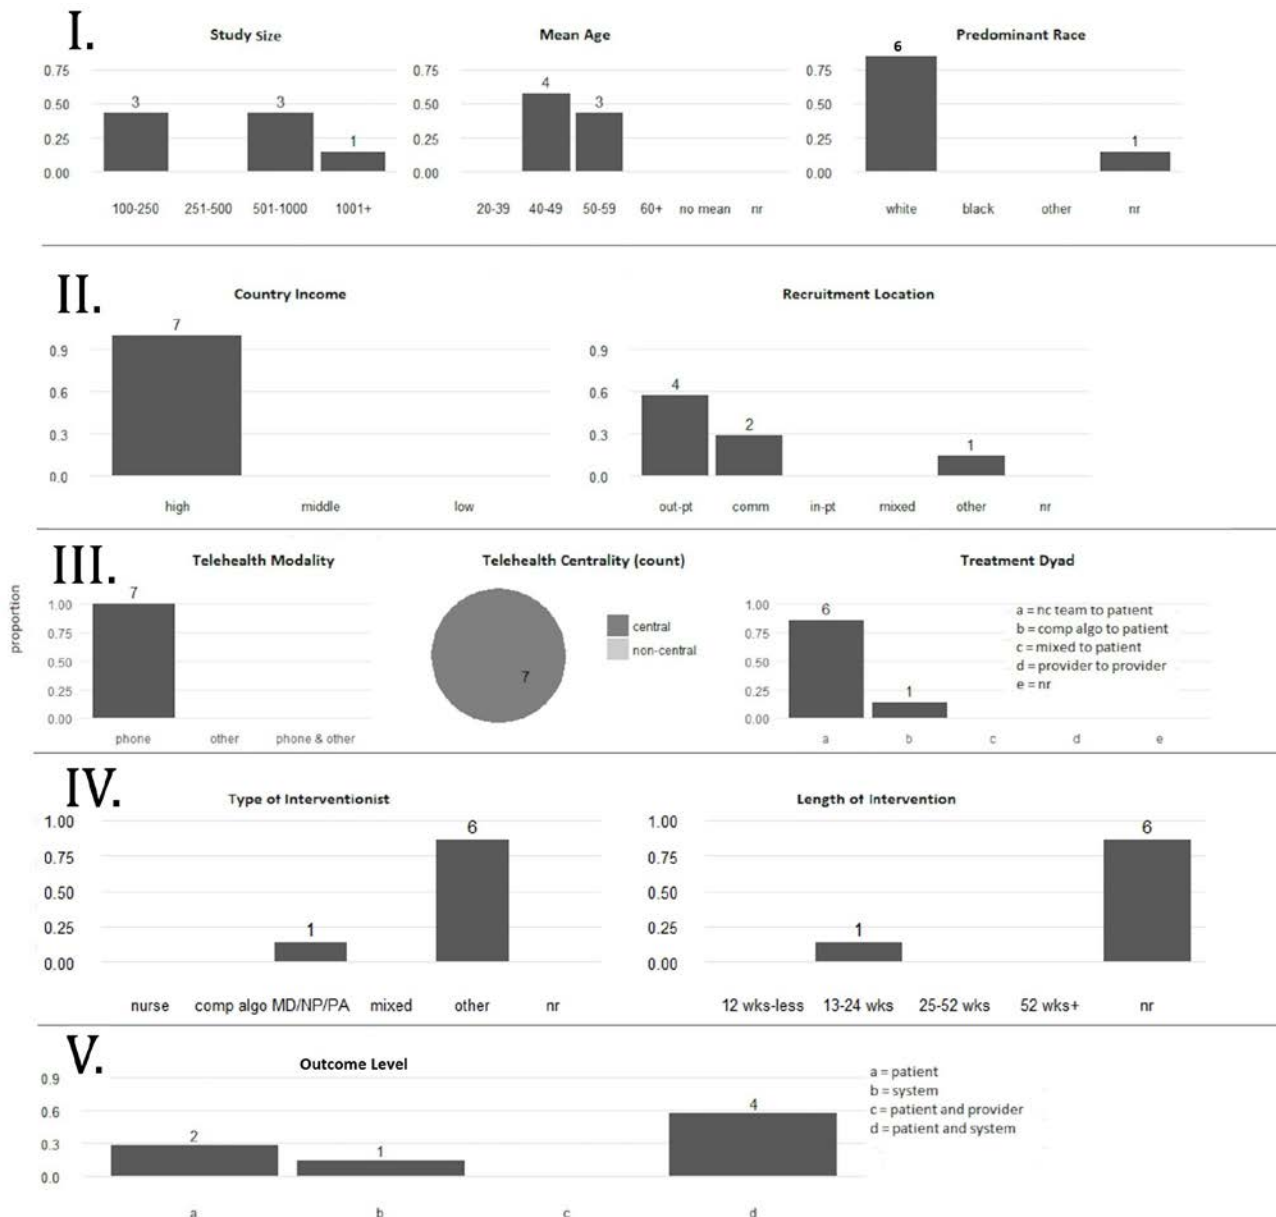 I.
Study Size
Mean Age
Predominant Race
3
3
1
4
3
6
1
0.75
0.50
0.25
0.00
0.75
0.50
0.25
0.00
0.75
0.50
0.25
0.00
100-250 251-500 501-1000 1001+
20-39 40-49 50-59 60+ no mean nr
white black other nr
II.
Country Income
Recruitment Location
7
4
2
1
0.9
0.6
0.3
0.0
0.9
0.6
0.3
0.0
high middle low
out-pt comm in-pt mixed other nr
III.
Telehealth Modality
Telehealth Centrality (count)
Treatment Dyad
proportion
7
1.00
0.75
0.50
0.25
0.00
phone other phone & other
7
central
non-central
6
1
1.00
0.75
0.50
0.25
0.00
a b c d e
a = nc team to patient
b = comp algo to patient
c = mixed to patient
d = provider to provider
e = nr
IV.
Type of Interventionist
Length of Intervention
1
6
1.00
0.75
0.50
0.25
0.00
nurse comp algo MD/NP/PA mixed other nr
1
6
1.00
0.75
0.50
0.25
0.00
12 wks-less 13-24 wks 25-52 wks 52 wks+ nr
V.
Outcome Level
2
1
4
0.9
0.6
0.3
0.0
a b c d
a = patient
b = system
c = patient and provider
d = patient and system